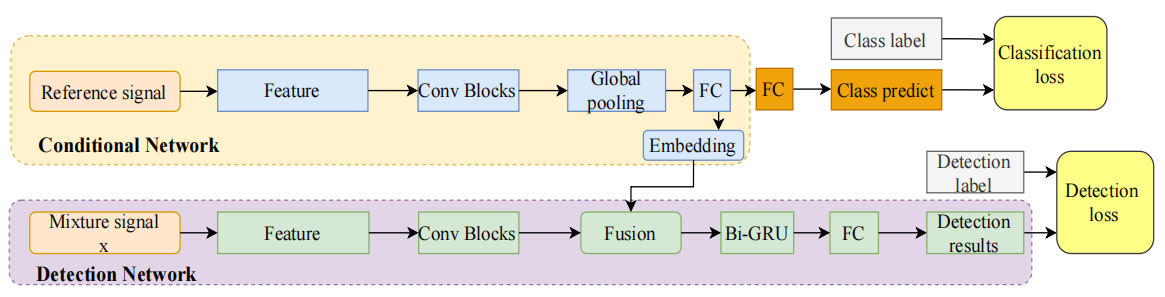 Reference signal
Feature
Conv Blocks
Global
pooling
FC
FC
Class label
Class predict
Classification
loss
Conditional Network
Embedding
Mixture signal
x
Feature
Conv Blocks
Fusion
Bi-GRU
FC
Detection
label
Detection
results
Detection
loss
Detection Network